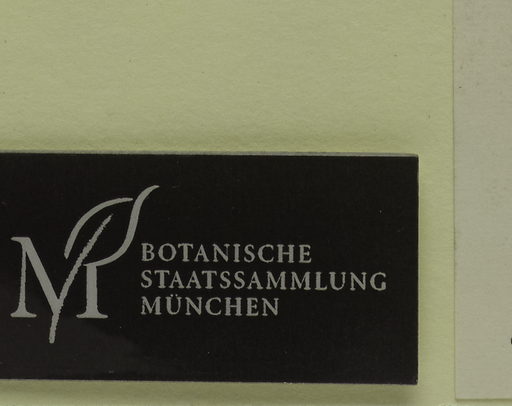 M
BOTANISCHE
STAATSSAMMLUNG
MÜNCHEN